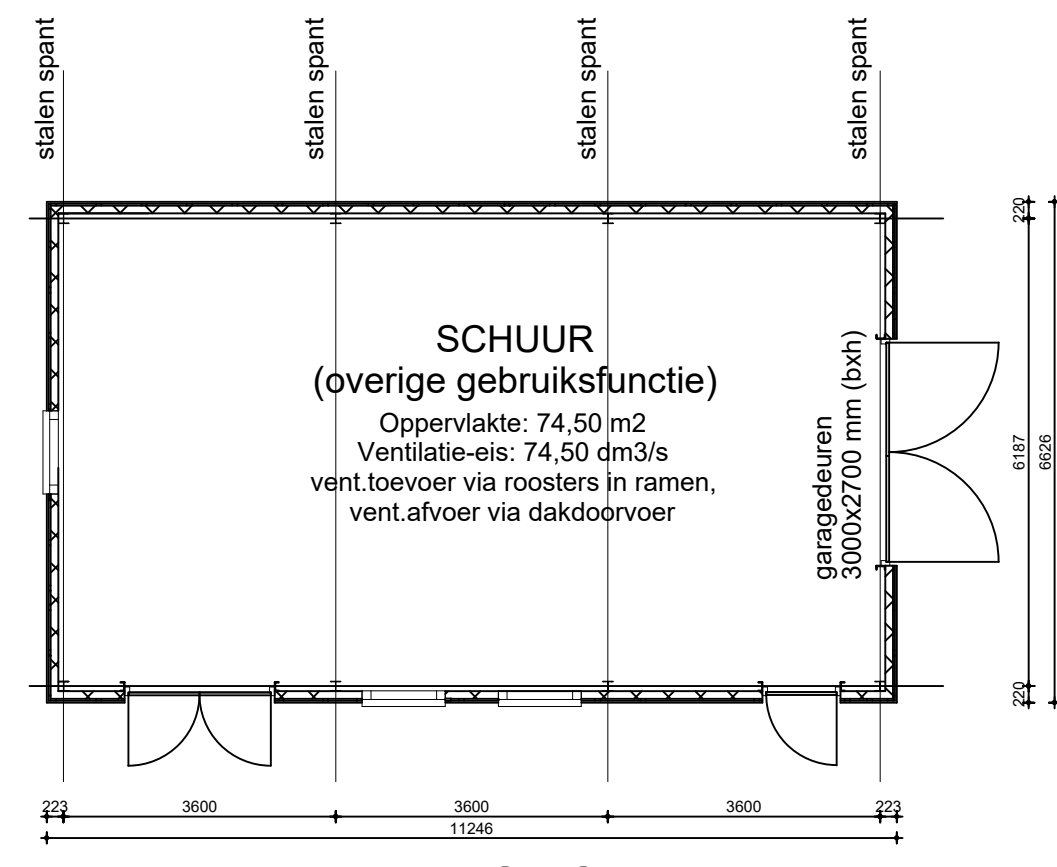 stalen spant
stalen spant
stalen spant
stalen spant
SCHUUR
(overige gebruiksfunctie)
Oppervlakte: 74,50 m2
Ventilatie-eis: 74,50 dm3/s
vent.toevoer via roosters in ramen,
vent.afvoer via dakdoorvoer
garagedeuren
3000x2700 mm (bxh)
220
6187
6626
220
223
3600
3600
3600
223
11246